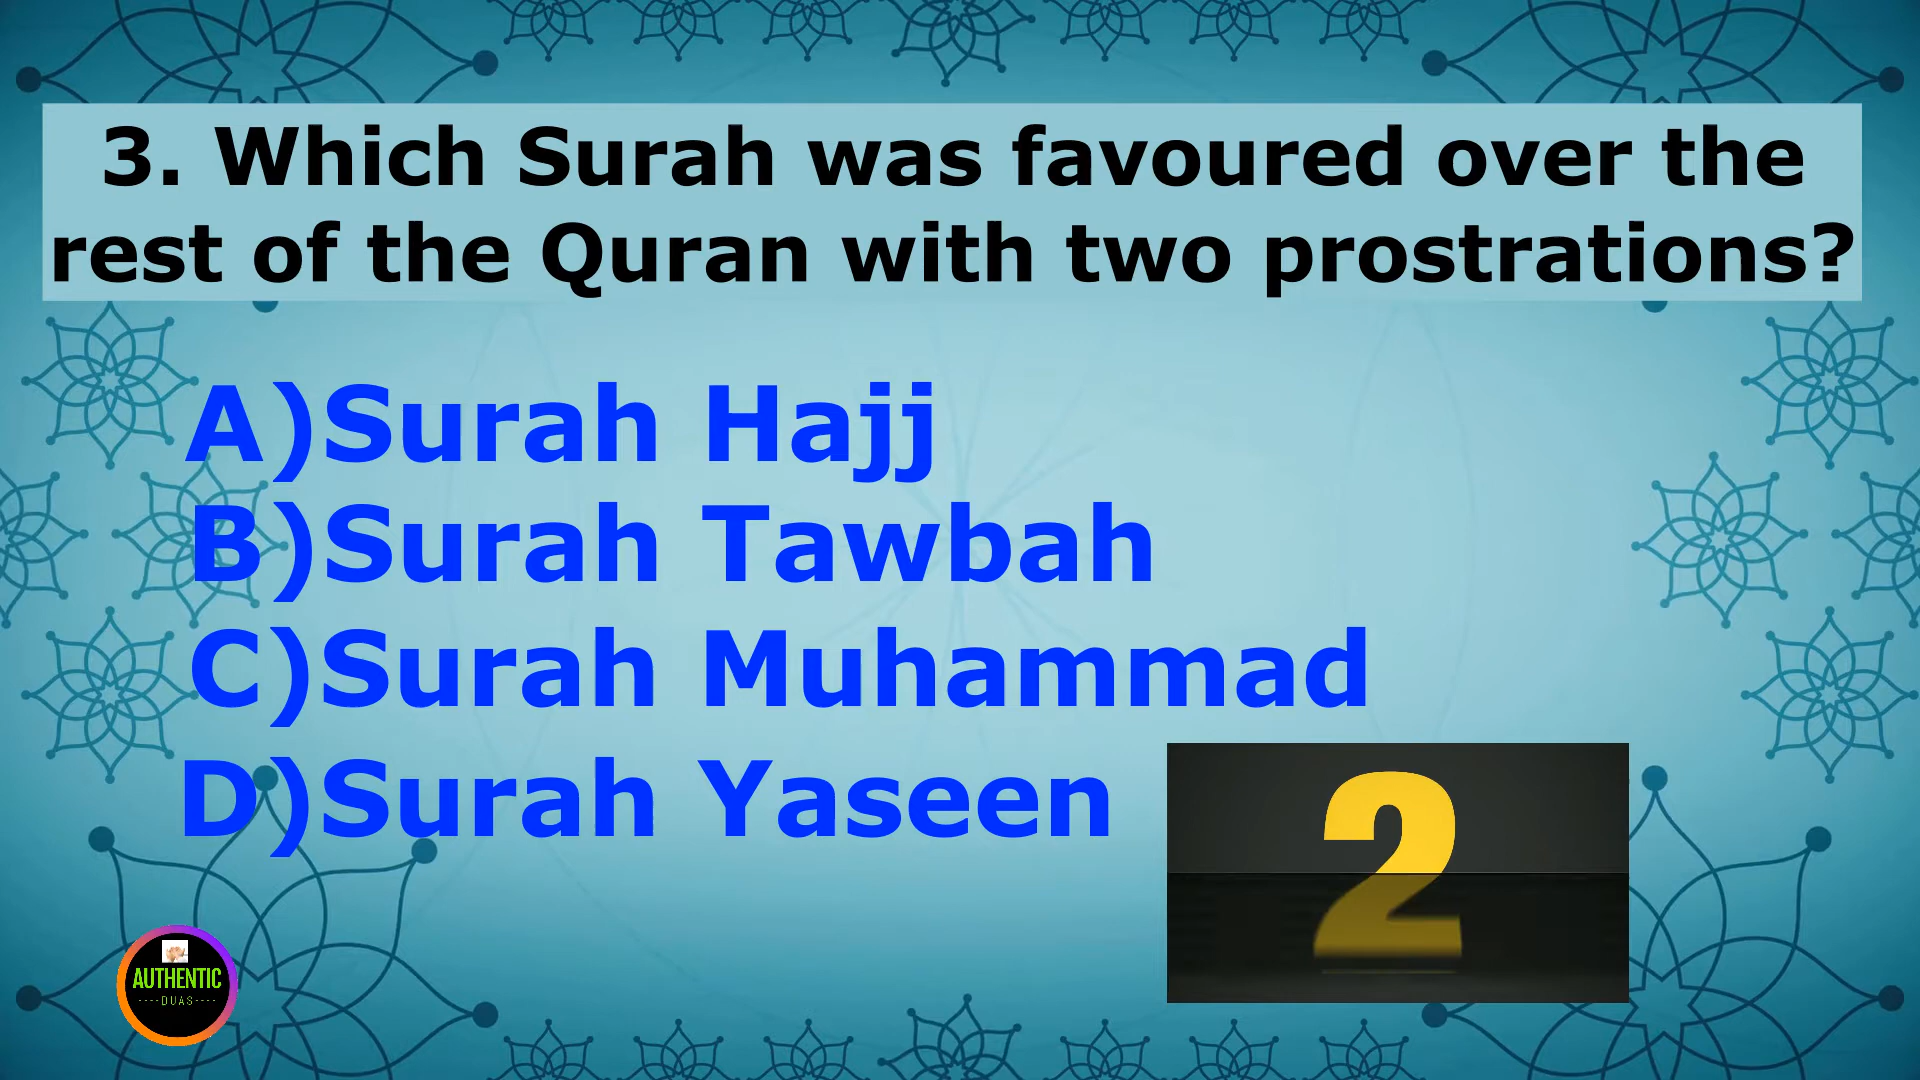 3. Which Surah was favoured over the
rest of the Quran with two prostrations?
A)Surah Hajj
B)Surah Tawbah
C)Surah Muhammad
D)Surah Yaseen
2
AUTHENTIC
----DUAS----